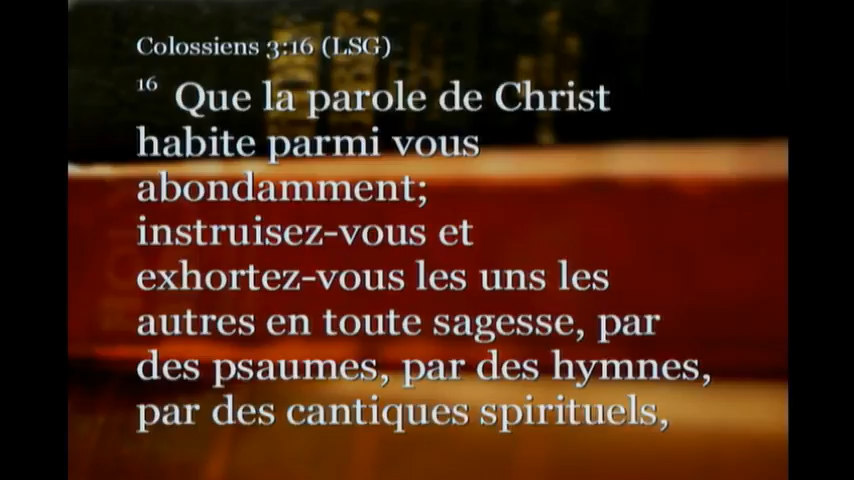 Colossiens 3:16 (LSG)
16 Que la parole de Christ
habite parmi vous
abondamment;
instruisez-vous et
exhortez-vous les uns les
autres en toute sagesse, par
des psaumes, par des hymnes,
par des cantiques spirituels,